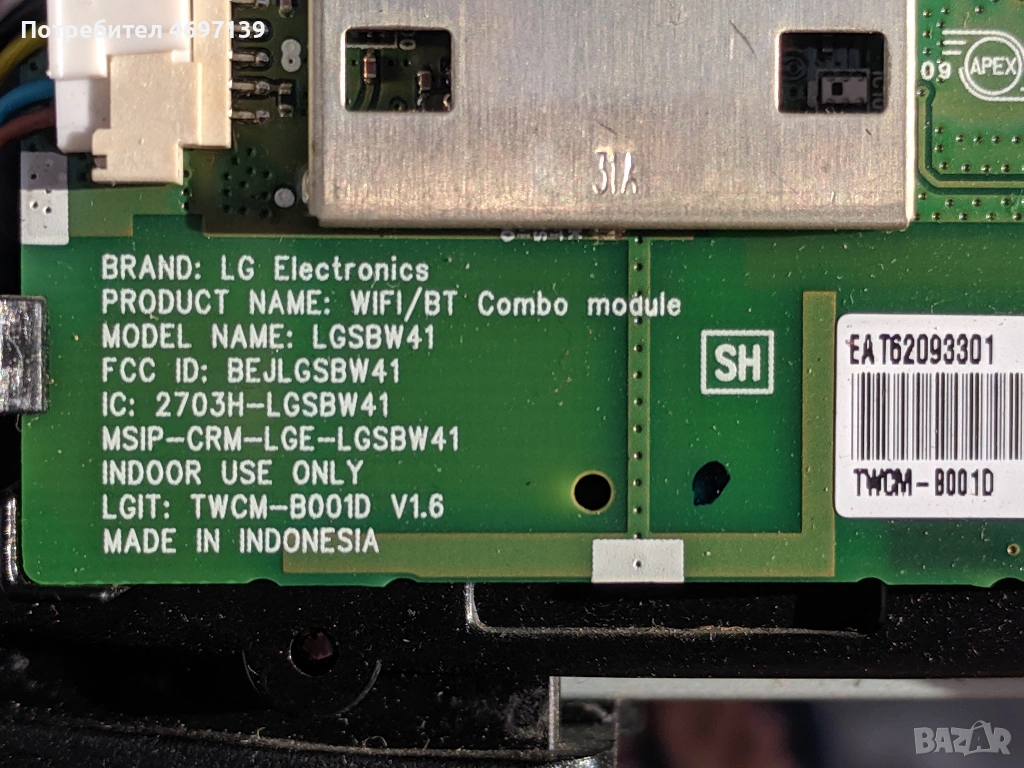 Потребител 4697139
09
APEX
31A
BRAND: LG Electronics
PRODUCT NAME: WIFI/BT Combo module
MODEL NAME: LGSBW41
FCC ID: BEJLGSBW41
IC: 2703H-LGSBW41
MSIP-CRM-LGE-LGSBW41
INDOOR USE ONLY
LGIT: TWCM-B001D V1.6
MADE IN INDONESIA
SH
EAT62093301
TWCM-B001D
BAZAR